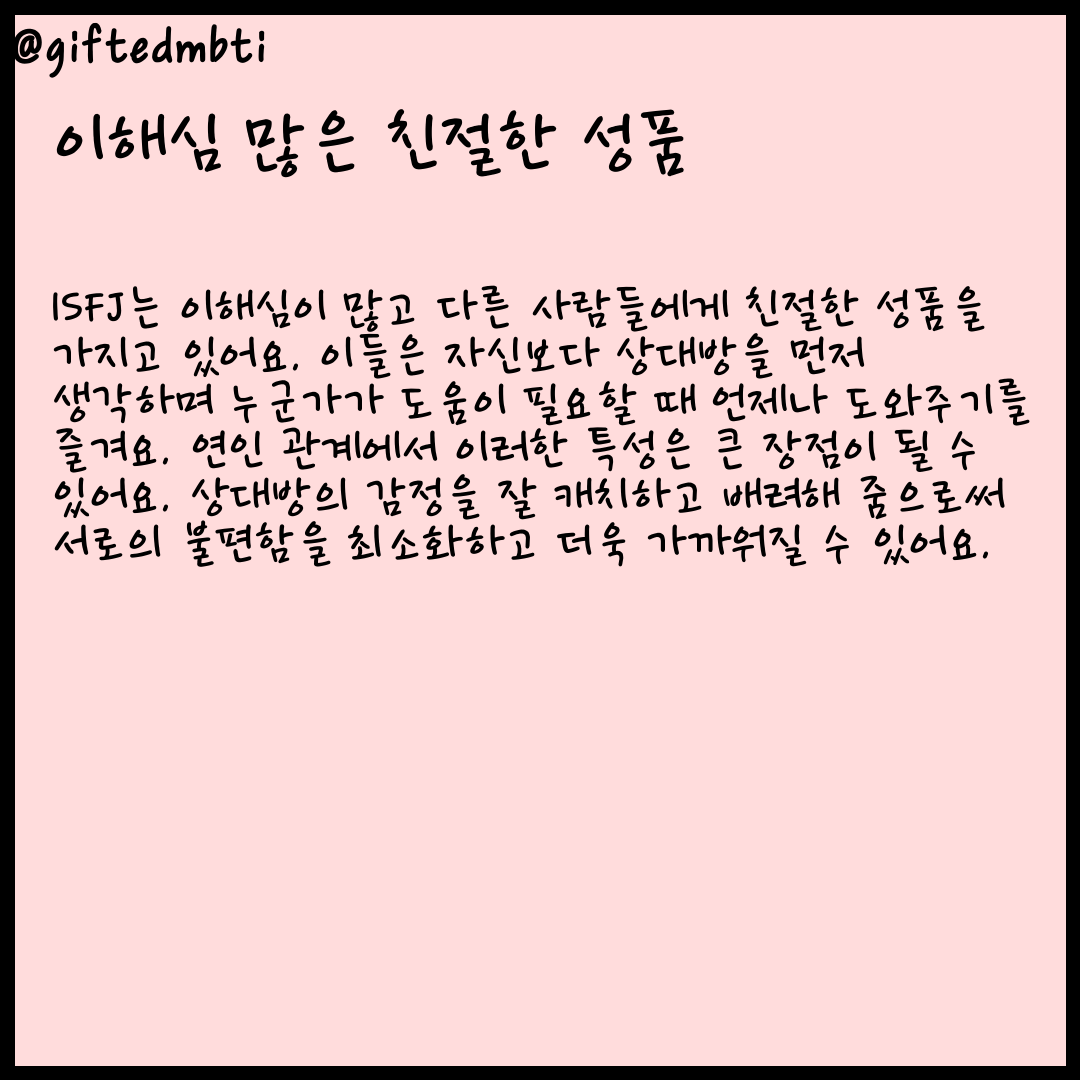 @giftedmbti
이해심 많은 친절한 성품
ISFJ는 이해심이 많고 다른 사람들에게 친절한 성품을
가지고 있어요. 이들은 자신보다 상대방을 먼저
생각하며 누군가가 도움이 필요할 때 언제나 도와주기를
즐겨요. 연인 관계에서 이러한 특성은 큰 장점이 될 수
있어요. 상대방의 감정을 잘 캐치하고 배려해 줌으로써
서로의 불편함을 최소화하고 더욱 가까워질 수 있어요.